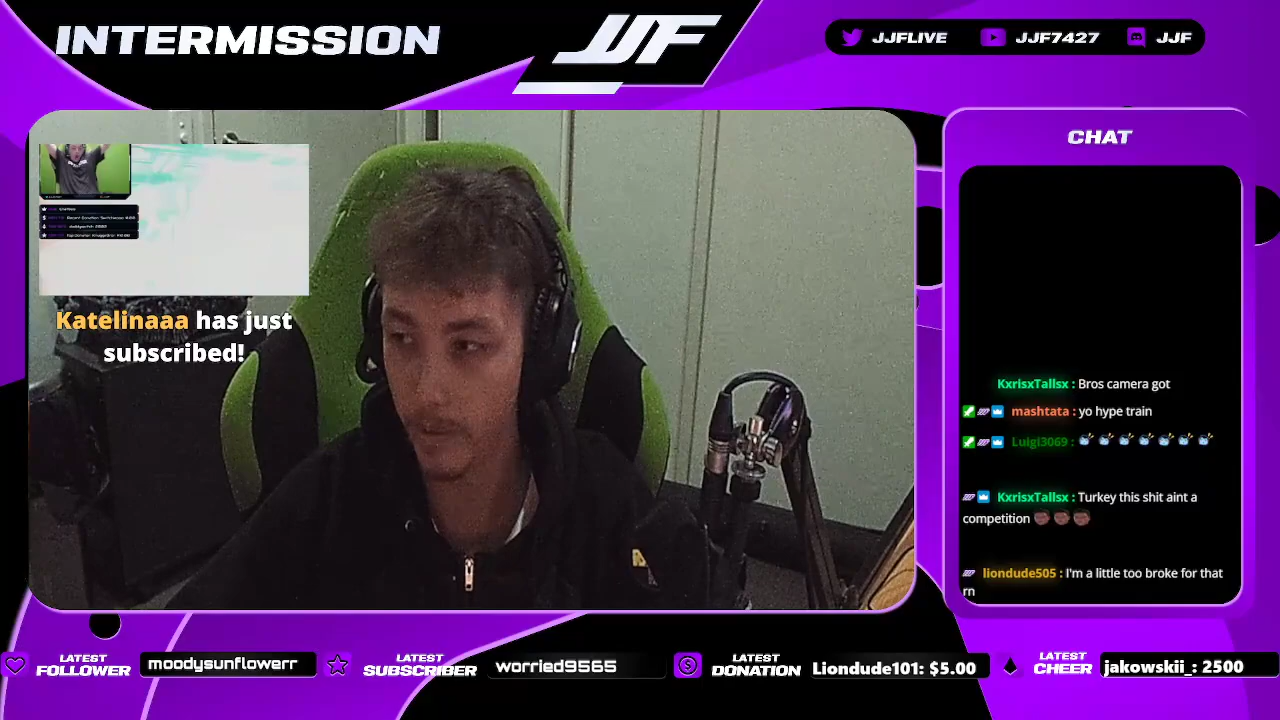 INTERMISSION
JJF
JJFLIVE
JJF7427
JJF
CHAT
Katelinaaa has just
subscribed!
KxrisxTallsx : Bros camera got
mashtata : yo hype train
Luigi3069 :
KxrisxTallsx : Turkey this shit aint a
competition
liondude505 : I'm a little too broke for that
rn
LATEST
FOLLOWER
moodysunflowerr
LATEST
SUBSCRIBER
worried9565
LATEST
DONATION
Liondude101: $5.00
LATEST
CHEER
jakowskii_: 2500